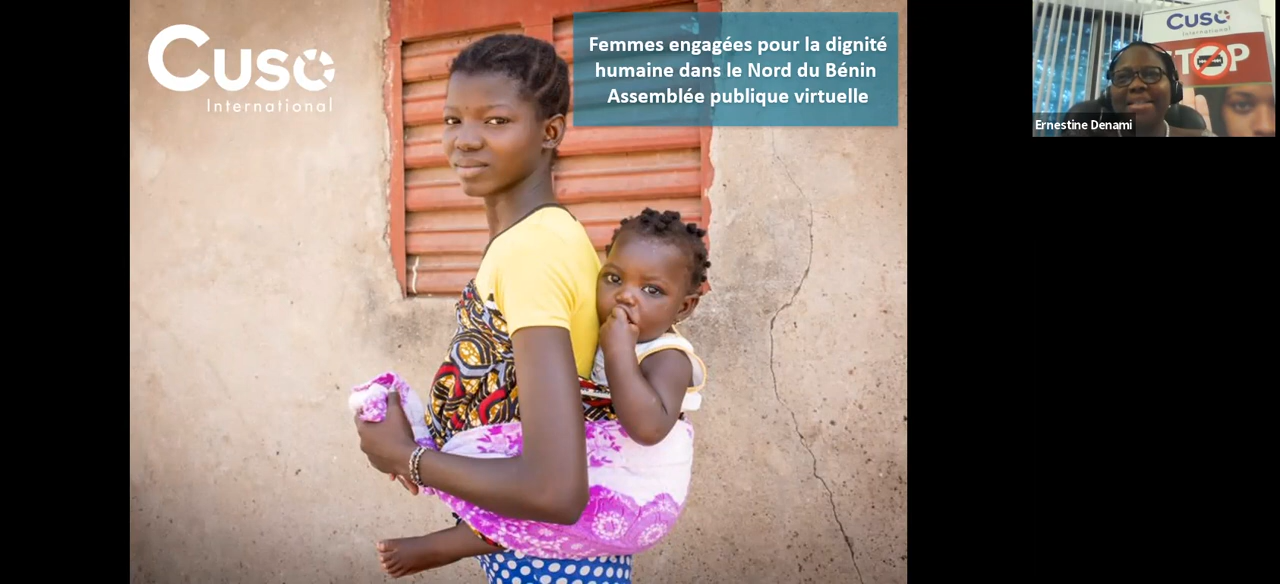 Cuso
International
Femmes engagées pour la dignité
humaine dans le Nord du Bénin
Assemblée publique virtuelle
Cuso
International
STOP
Ernestine Denami